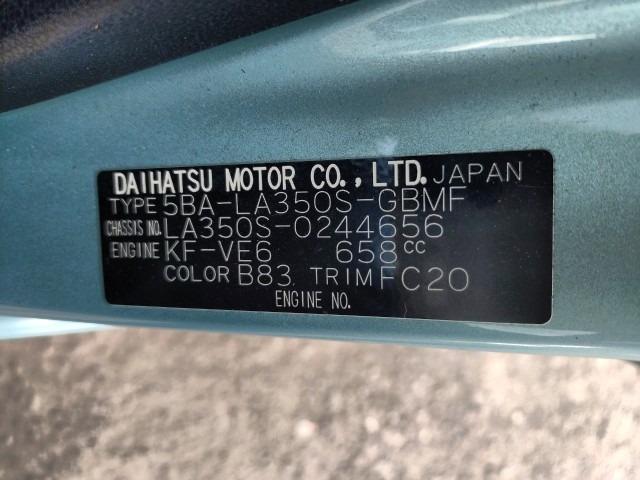 DAIHATSU MOTOR CO., LTD. JAPAN
TYPE 5BA-LA350S-GBMF
CHASSIS NO. LA350S-0244656
ENGINE KF-VE6 658CC
COLOR B83 TRIM FC20
ENGINE NO.